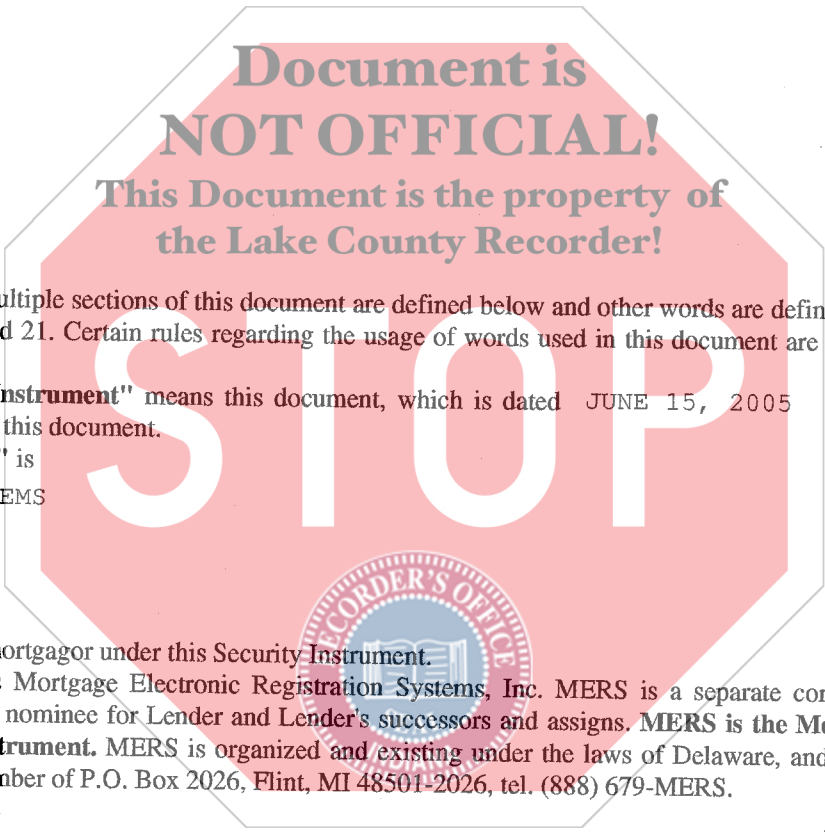 Document is
NOT OFFICIAL!
This Document is the property of
the Lake County Recorder!
ultiple sections of this document are defined below and other words are defin
d 21. Certain rules regarding the usage of words used in this document are
nstrument" means this document, which is dated JUNE 15, 2005
this document.
" is
EMS
STOP
RECORDER'S OFFICE
ortgagor under this Security Instrument.
s Mortgage Electronic Registration Systems, Inc. MERS is a separate cor
nominee for Lender and Lender's successors and assigns. MERS is the Mo
trument. MERS is organized and existing under the laws of Delaware, and
mber of P.O. Box 2026, Flint, MI 48501-2026, tel. (888) 679-MERS.